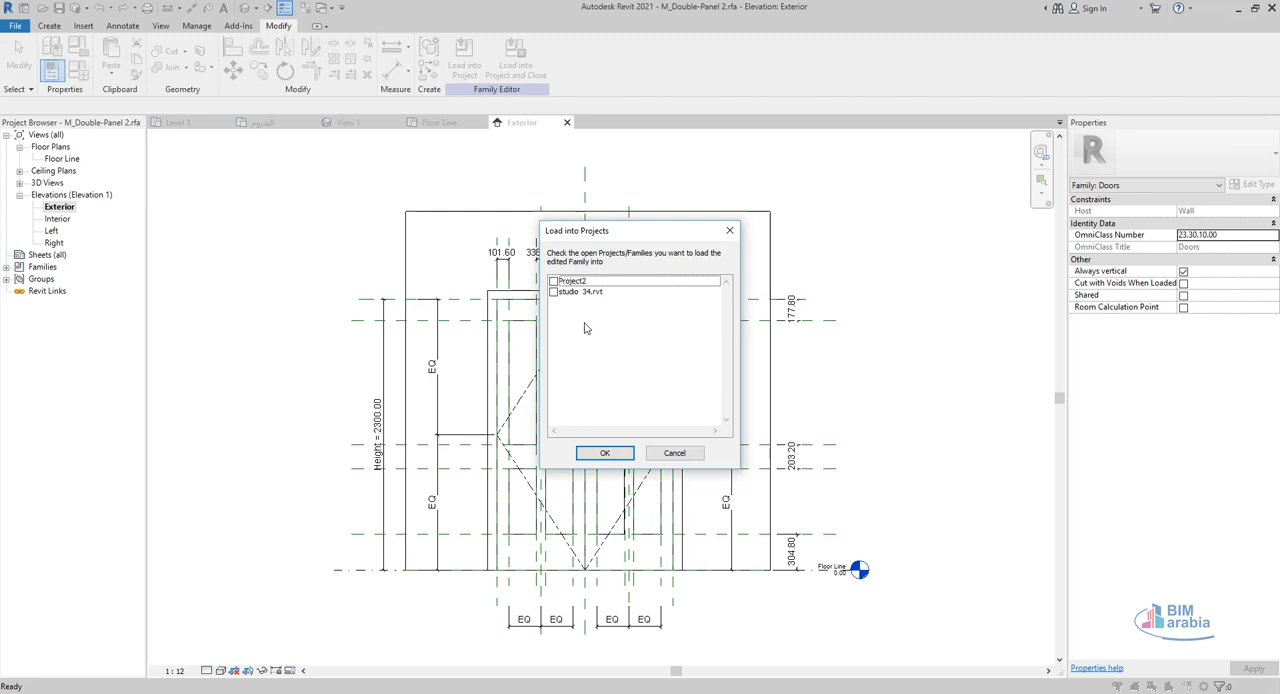 Autodesk Revit 2021 - M_Double-Panel 2.rfa - Elevation: Exterior
Sign In
File Create Insert Annotate View Manage Add-Ins Modify
Modify
Paste
Cut
Join
Load into Project
Load into Project and Close
Select Properties Clipboard Geometry Modify Measure Create Family Editor
Project Browser - M_Double-Panel 2.rfa
Level 1
البدروم
View 1
Floor Line
Exterior
Properties
Views (all)
Floor Plans
Floor Line
Ceiling Plans
3D Views
Elevations (Elevation 1)
Exterior
Interior
Left
Right
Sheets (all)
Families
Groups
Revit Links
Family: Doors
Edit Type
Constraints
Host Wall
Identity Data
OmniClass Number 23.30.10.00
OmniClass Title Doors
Other
Always vertical
Cut with Voids When Loaded
Shared
Room Calculation Point
Load into Projects
Check the open Projects/Families you want to load the
edited Family into
Project2
studio 34.rvt
OK Cancel
101.60
177.80
EQ
Height = 2300.00
203.20
EQ
EQ
304.80
Floor Line
0.00
EQ EQ EQ EQ
BIM
arabia
1 : 12
Properties help
Apply
Ready
:0